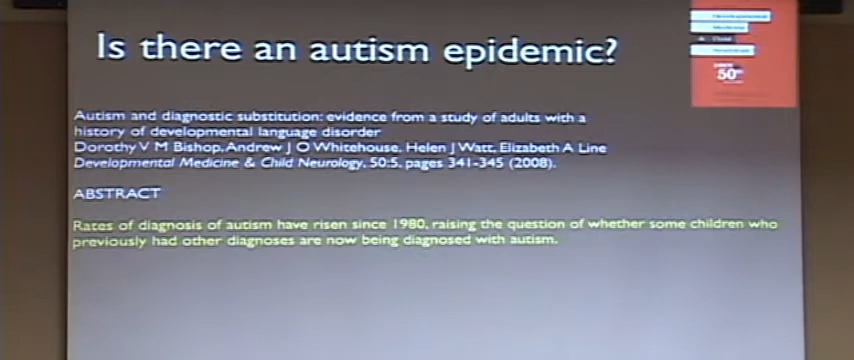 Is there an autism epidemic?
50
Autism and diagnostic substitution: evidence from a study of adults with a
history of developmental language disorder
Dorothy V M Bishop, Andrew J O Whitehouse, Helen J Watt, Elizabeth A Line
Developmental Medicine & Child Neurology, 50:5, pages 341-345 (2008).
ABSTRACT
Rates of diagnosis of autism have risen since 1980, raising the question of whether some children who
previously had other diagnoses are now being diagnosed with autism.